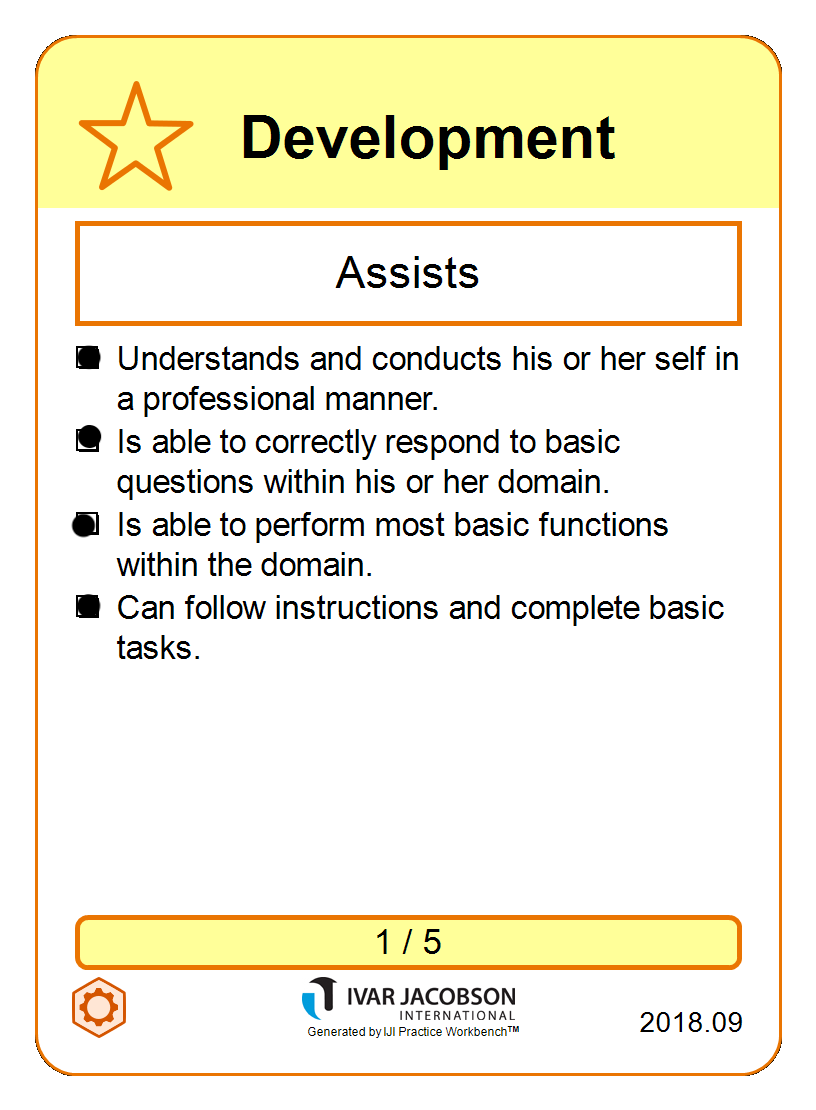 Development
Assists
Understands and conducts his or her self in
a professional manner.
Is able to correctly respond to basic
questions within his or her domain.
Is able to perform most basic functions
within the domain.
Can follow instructions and complete basic
tasks.
1 / 5
IVAR JACOBSON
INTERNATIONAL
Generated by IJI Practice Workbench™
2018.09